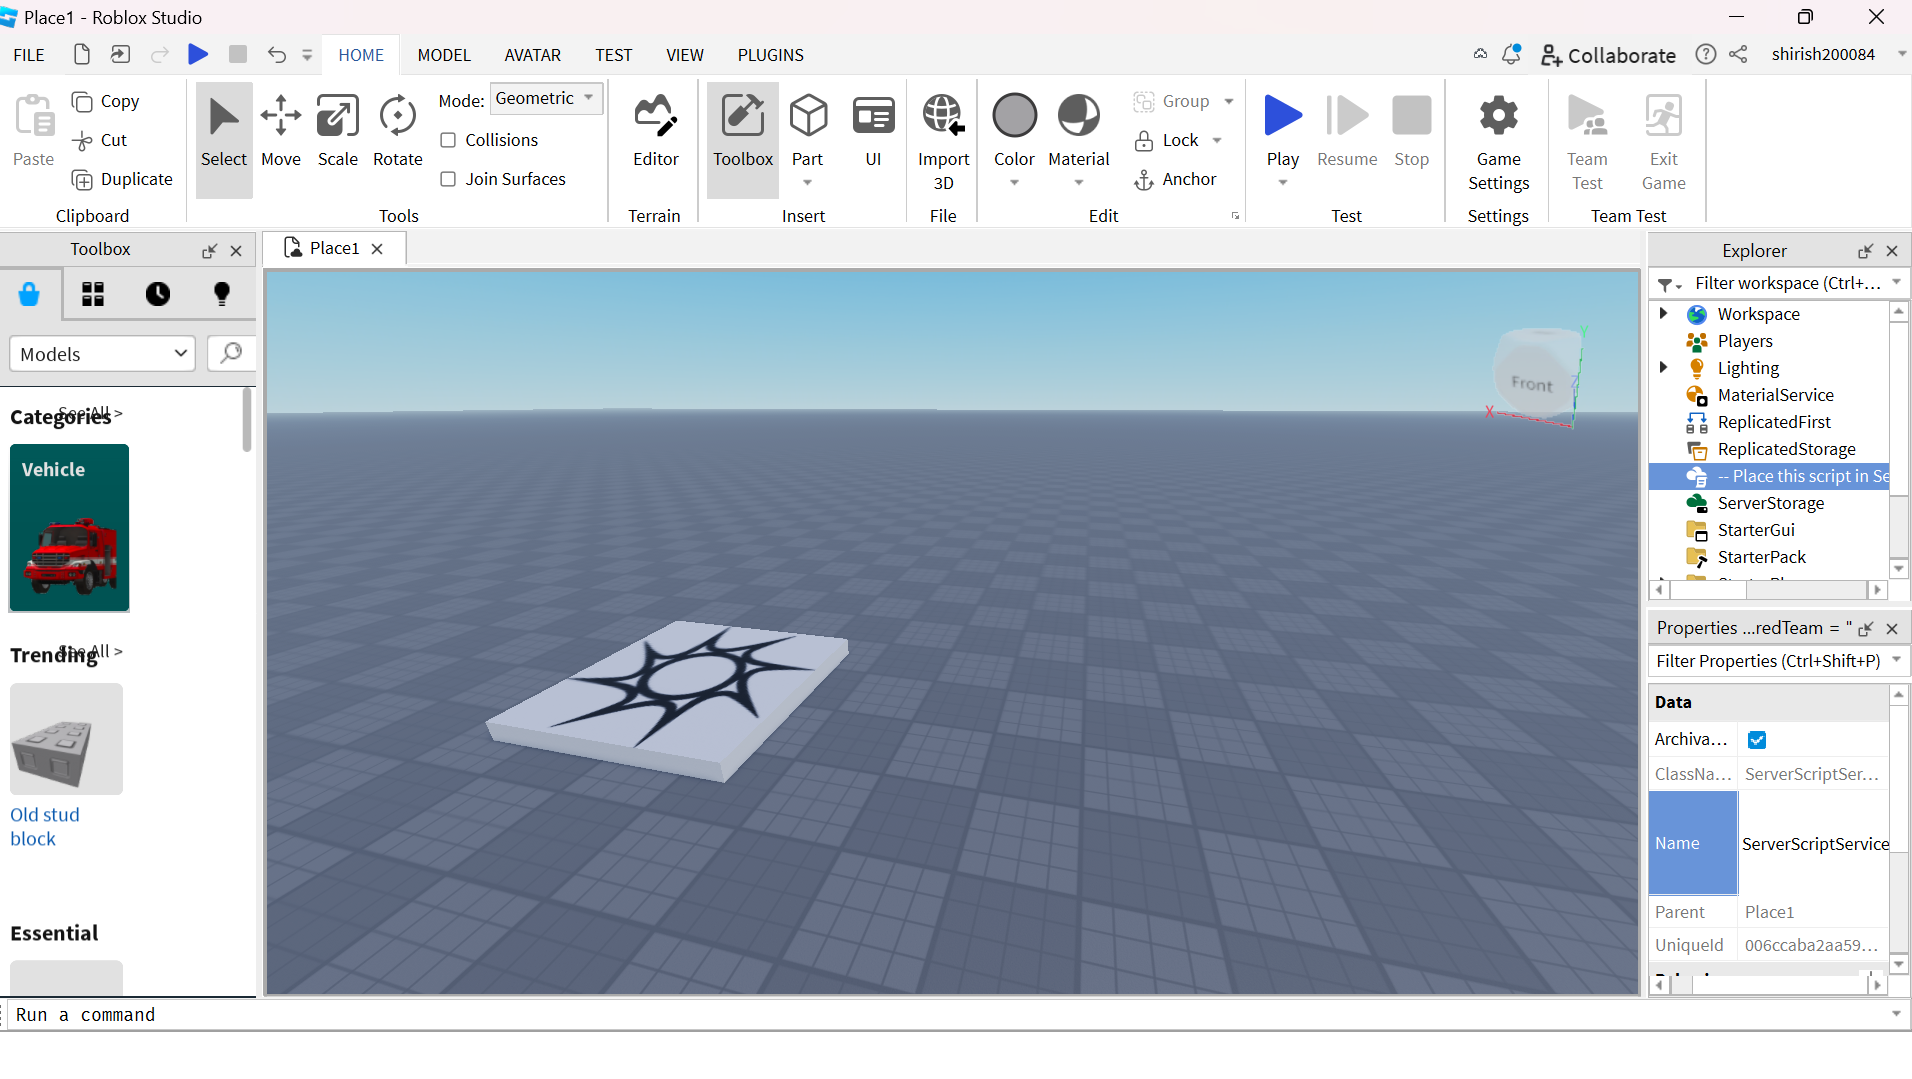 Place1 - Roblox Studio
FILE HOME MODEL AVATAR TEST VIEW PLUGINS Collaborate shirish200084
Paste Copy Cut Duplicate
Clipboard
Select Move Scale Rotate
Mode: Geometric
Collisions
Join Surfaces
Tools
Editor
Terrain
Toolbox Part UI
Insert
Import
3D
File
Color Material
Group
Lock
Anchor
Edit
Play Resume Stop
Test
Game
Settings
Settings
Team
Test
Exit
Game
Team Test
Toolbox
Models
Categories
See All >
Vehicle
Trending
See All >
Old stud
block
Essential
Place1
Front
X
Y
Z
Explorer
Filter workspace (Ctrl+...
Workspace
Players
Lighting
MaterialService
ReplicatedFirst
ReplicatedStorage
-- Place this script in Se
ServerStorage
StarterGui
StarterPack
Properties ...redTeam = "
Filter Properties (Ctrl+Shift+P)
Data
Archiva...
ClassNa... ServerScriptSer...
Name ServerScriptService
Parent Place1
UniqueId 006ccaba2aa59...
Run a command